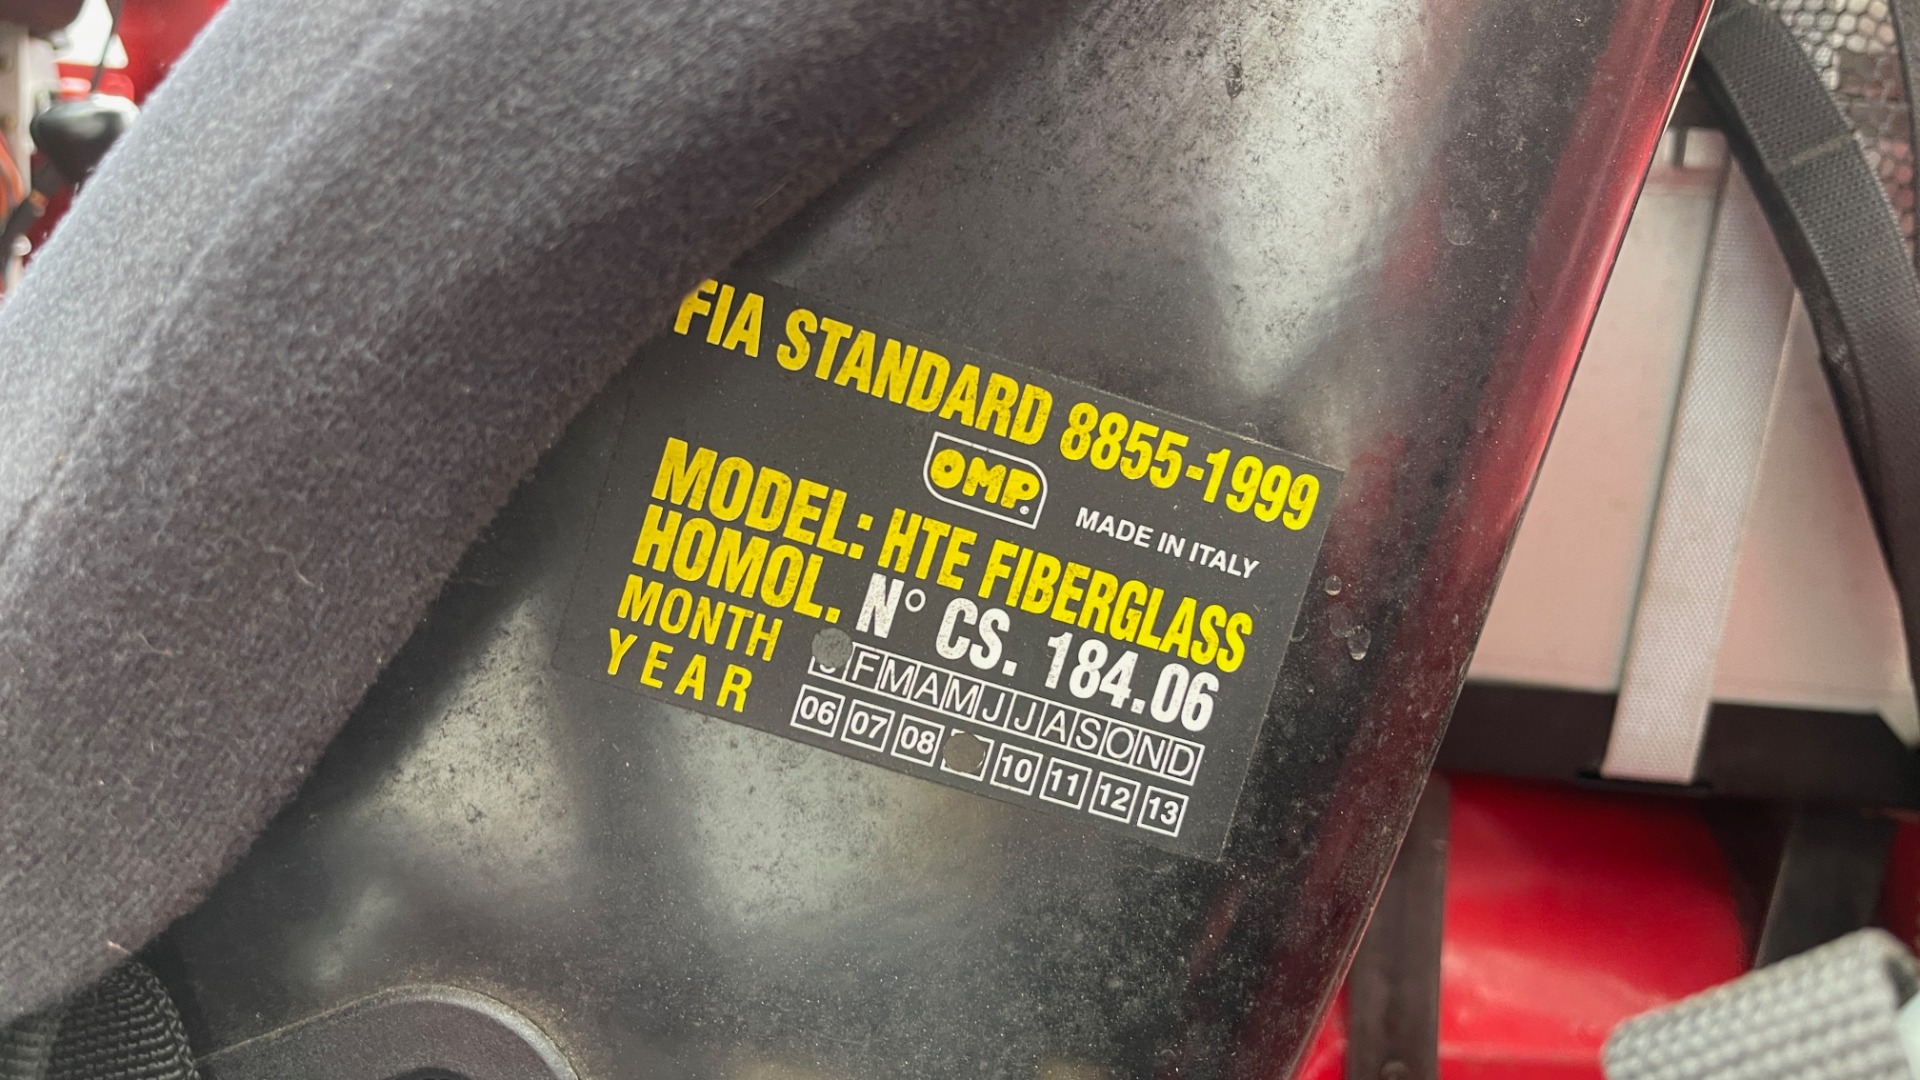 FIA STANDARD 8855-1999
OMP
MADE IN ITALY
MODEL: HTE FIBERGLASS
HOMOL. N° CS. 184.06
MONTH J F M A M J J A S O N D
YEAR 06 07 08 10 11 12 13